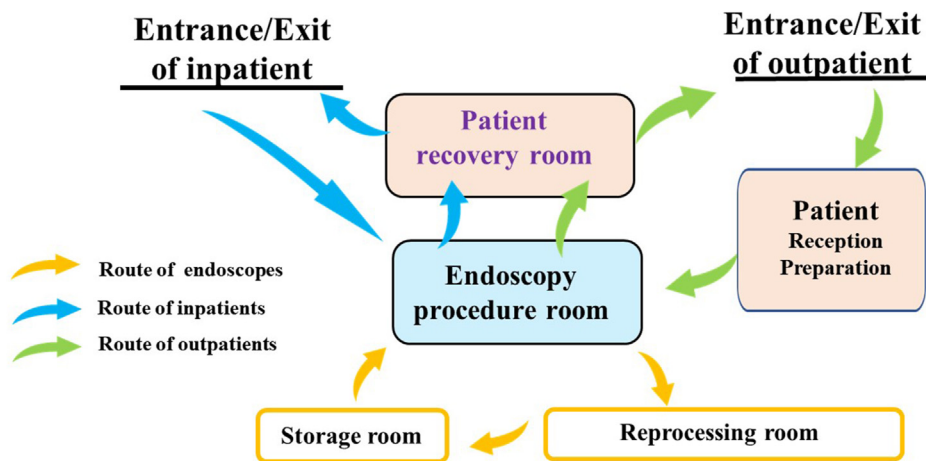 Entrance/Exit
of inpatient
Entrance/Exit
of outpatient
Patient
recovery room
Patient
Reception
Preparation
Endoscopy
procedure room
Route of endoscopes
Route of inpatients
Route of outpatients
Storage room
Reprocessing room